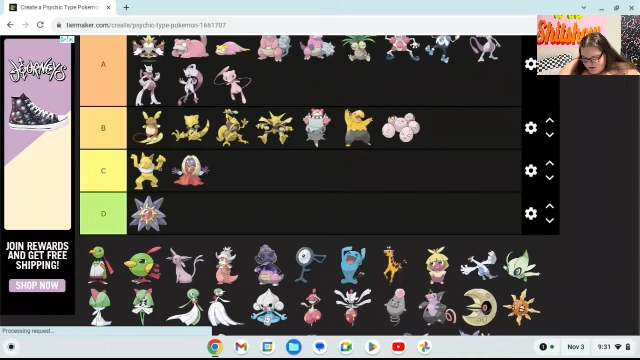 Create a Psychic Type Pokemon
tiermaker.com/create/psychic-type-pokemon-1661707
JOURNEYS
A
B
C
D
JOIN REWARDS
AND GET FREE
SHIPPING!
SHOP NOW
Processing request...
Nov 3
9:31